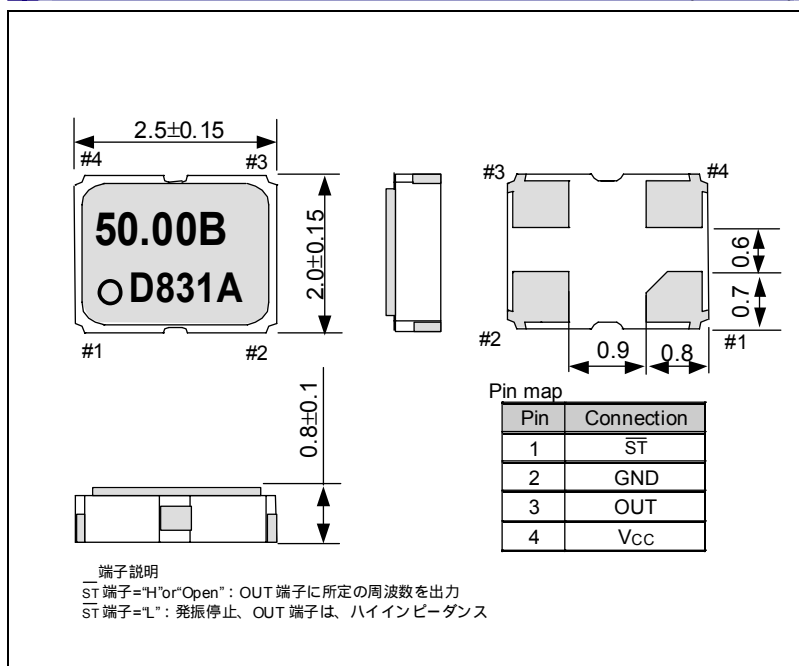 2.5±0.15
#4 #3
50.00B
D831A
2.0±0.15
#1 #2
#3 #4
0.6
0.7
#2 #1
0.9 0.8
0.8±0.1
Pin map
Pin Connection
1 S̅T̅
2 GND
3 OUT
4 Vcc
端子説明
S̅T̅ 端子="H"or"Open"：OUT 端子に所定の周波数を出力
S̅T̅ 端子="L"：発振停止、OUT 端子は、ハイインピーダンス